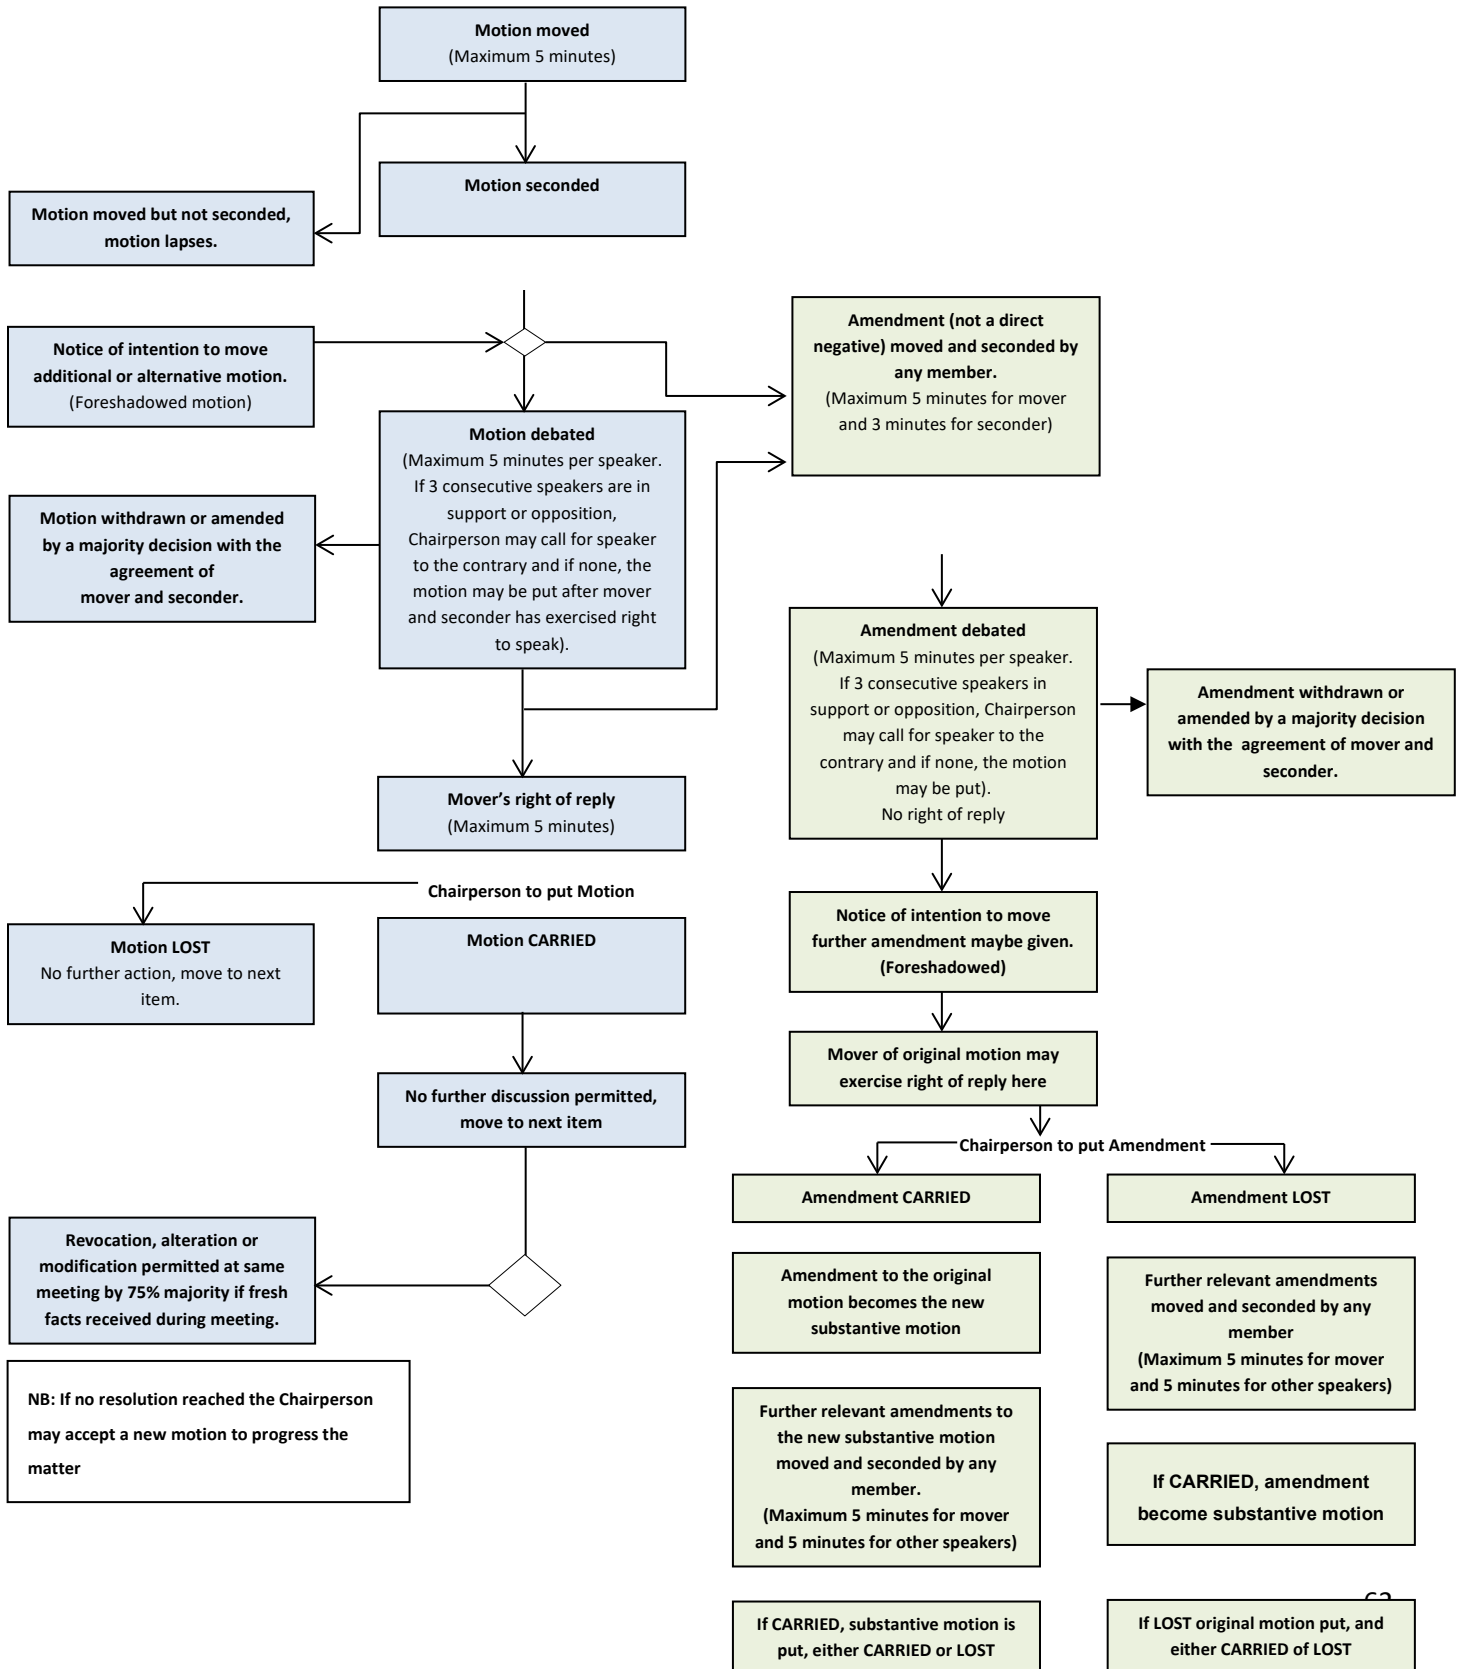 Motion moved
(Maximum 5 minutes)
Motion seconded
Motion moved but not seconded,
motion lapses.
Notice of intention to move
additional or alternative motion.
(Foreshadowed motion)
Amendment (not a direct
negative) moved and seconded by
any member.
(Maximum 5 minutes for mover
and 3 minutes for seconder)
Motion debated
(Maximum 5 minutes per speaker.
If 3 consecutive speakers are in
support or opposition,
Chairperson may call for speaker
to the contrary and if none, the
motion may be put after mover
and seconder has exercised right
to speak).
Motion withdrawn or amended
by a majority decision with the
agreement of
mover and seconder.
Amendment debated
(Maximum 5 minutes per speaker.
If 3 consecutive speakers in
support or opposition, Chairperson
may call for speaker to the
contrary and if none, the motion
may be put).
No right of reply
Amendment withdrawn or
amended by a majority decision
with the  agreement of mover and
seconder.
Mover’s right of reply
(Maximum 5 minutes)
Chairperson to put Motion
Motion LOST
No further action, move to next
item.
Motion CARRIED
Notice of intention to move
further amendment maybe given.
(Foreshadowed)
Mover of original motion may
exercise right of reply here
No further discussion permitted,
move to next item
Chairperson to put Amendment
Amendment CARRIED
Amendment LOST
Revocation, alteration or
modification permitted at same
meeting by 75% majority if fresh
facts received during meeting.
Amendment to the original
motion becomes the new
substantive motion
Further relevant amendments
moved and seconded by any
member
(Maximum 5 minutes for mover
and 5 minutes for other speakers)
NB: If no resolution reached the Chairperson
may accept a new motion to progress the
matter
Further relevant amendments to
the new substantive motion
moved and seconded by any
member.
(Maximum 5 minutes for mover
and 5 minutes for other speakers)
If CARRIED, amendment
become substantive motion
If CARRIED, substantive motion is
put, either CARRIED or LOST
If LOST original motion put, and
either CARRIED of LOST